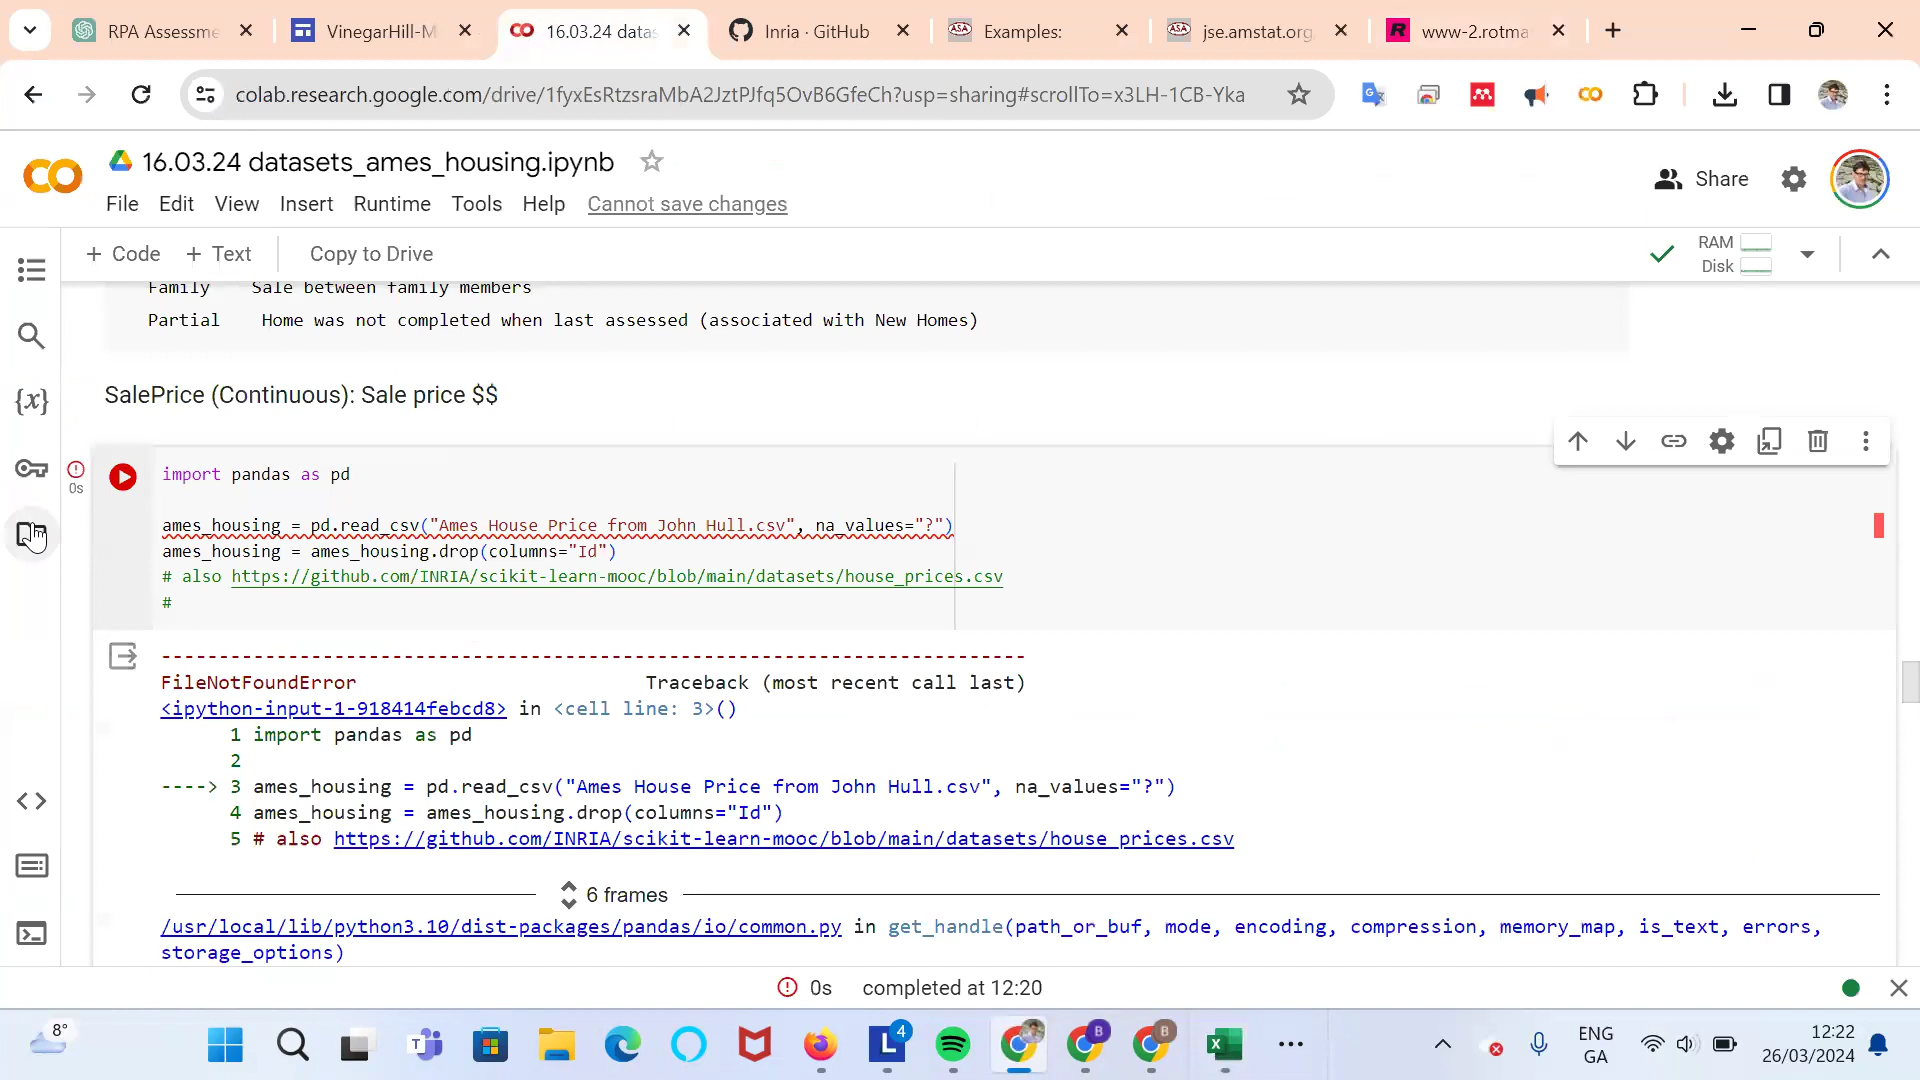 RPA Assessme
VinegarHill-M
16.03.24 datas
Inria · GitHub
Examples:
jse.amstat.org
www-2.rotma
colab.research.google.com/drive/1fyxEsRtzsraMbA2JztPJfq5OvB6GfeCh?usp=sharing#scrollTo=x3LH-1CB-Yka
16.03.24 datasets_ames_housing.ipynb
Share
File Edit View Insert Runtime Tools Help Cannot save changes
+ Code + Text Copy to Drive
RAM
Disk
Family Sale between family members
Partial Home was not completed when last assessed (associated with New Homes)
SalePrice (Continuous): Sale price $$
0s
import pandas as pd
ames_housing = pd.read_csv("Ames House Price from John Hull.csv", na_values="?")
ames_housing = ames_housing.drop(columns="Id")
# also https://github.com/INRIA/scikit-learn-mooc/blob/main/datasets/house_prices.csv
#
---------------------------------------------------------------------------
FileNotFoundError Traceback (most recent call last)
<ipython-input-1-918414febcd8> in <cell line: 3>()
1 import pandas as pd
2
----> 3 ames_housing = pd.read_csv("Ames House Price from John Hull.csv", na_values="?")
4 ames_housing = ames_housing.drop(columns="Id")
5 # also https://github.com/INRIA/scikit-learn-mooc/blob/main/datasets/house_prices.csv
6 frames
/usr/local/lib/python3.10/dist-packages/pandas/io/common.py in get_handle(path_or_buf, mode, encoding, compression, memory_map, is_text, errors,
storage_options)
0s completed at 12:20
8°
4
B
B
ENG
GA
12:22
26/03/2024